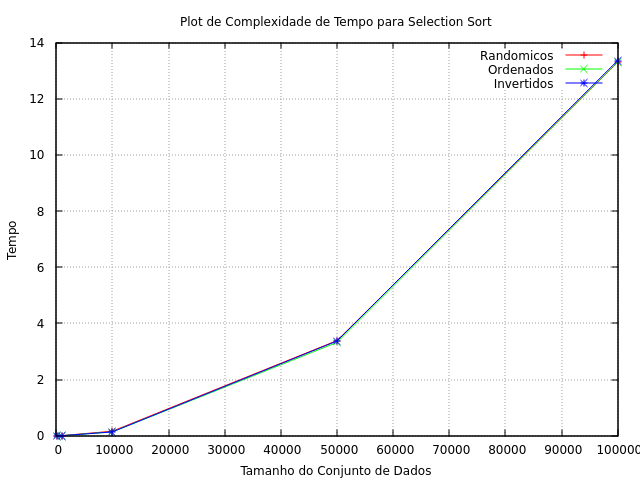 Plot de Complexidade de Tempo para Selection Sort
14
12
10
8
6
4
2
0
Tempo
Randomicos
Ordenados
Invertidos
0 10000 20000 30000 40000 50000 60000 70000 80000 90000 100000
Tamanho do Conjunto de Dados